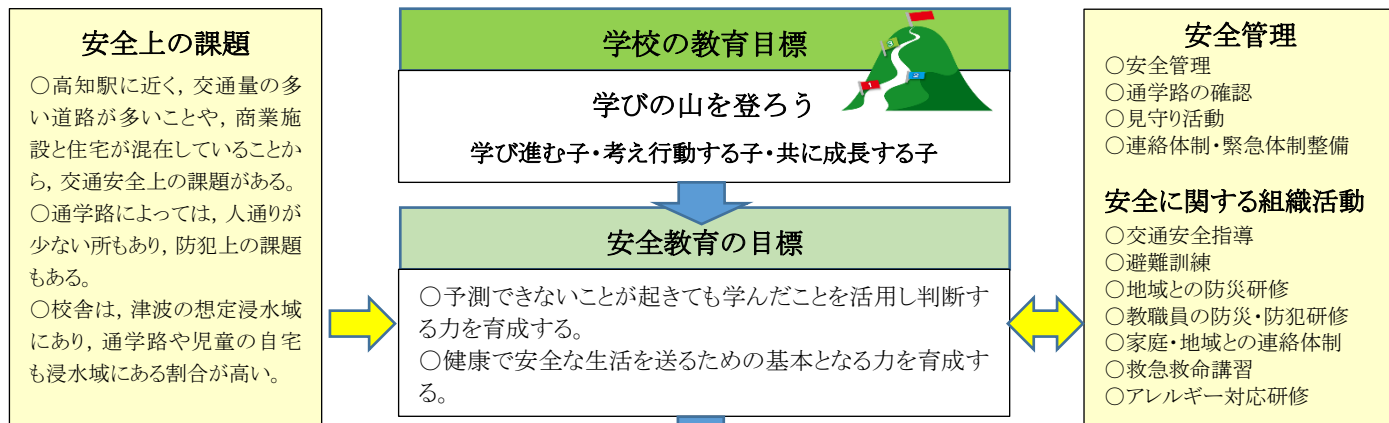 安全上の課題
○高知駅に近く，交通量の多
い道路が多いことや，商業施
設と住宅が混在していることか
ら，交通安全上の課題がある。
○通学路によっては，人通りが
少ない所もあり，防犯上の課題
もある。
○校舎は，津波の想定浸水域
にあり，通学路や児童の自宅
も浸水域にある割合が高い。
学校の教育目標
3
2
1
学びの山を登ろう
学び進む子・考え行動する子・共に成長する子
安全教育の目標
○予測できないことが起きても学んだことを活用し判断す
る力を育成する。
○健康で安全な生活を送るための基本となる力を育成す
る。
安全管理
○安全管理
○通学路の確認
○見守り活動
○連絡体制・緊急体制整備
安全に関する組織活動
○交通安全指導
○避難訓練
○地域との防災研修
○教職員の防災・防犯研修
○家庭・地域との連絡体制
○救急救命講習
○アレルギー対応研修